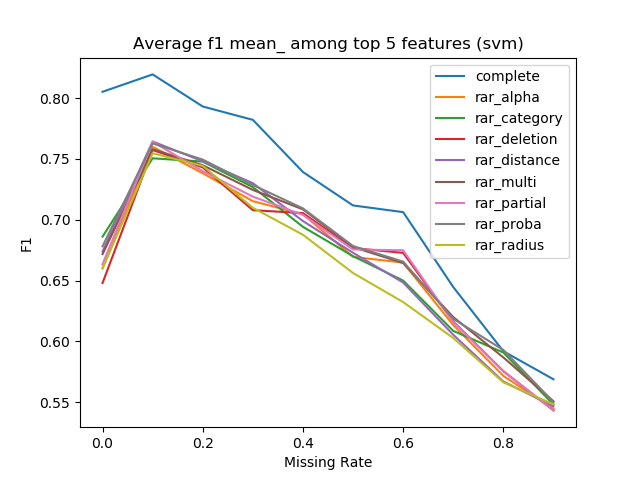 Average f1 mean_ among top 5 features (svm)
F1
0.80
0.75
0.70
0.65
0.60
0.55
0.0
0.2
0.4
0.6
0.8
Missing Rate
complete
rar_alpha
rar_category
rar_deletion
rar_distance
rar_multi
rar_partial
rar_proba
rar_radius